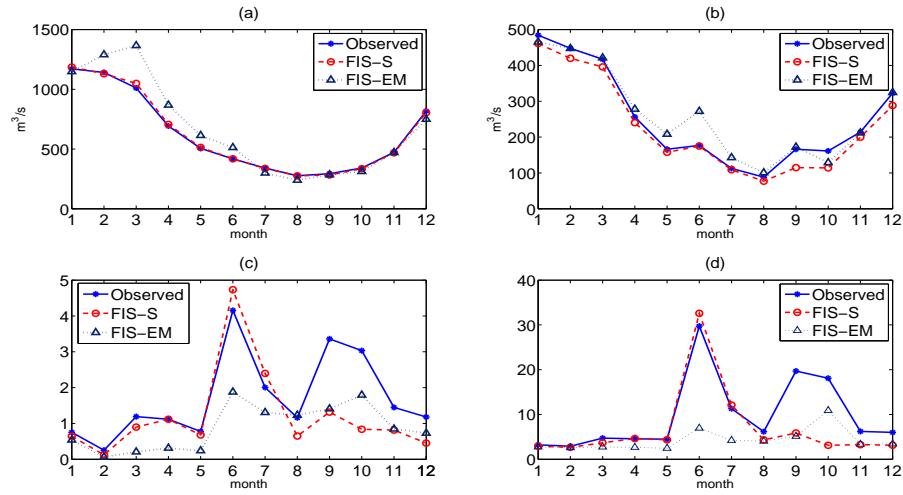 (a)
1500
1000
500
0
m³/s
Observed
FIS−S
FIS−EM
1 2 3 4 5 6 7 8 9 10 11 12
month
(b)
500
400
300
200
100
0
m³/s
Observed
FIS−S
FIS−EM
1 2 3 4 5 6 7 8 9 10 11 12
month
(c)
5
4
3
2
1
0
Observed
FIS−S
FIS−EM
1 2 3 4 5 6 7 8 9 10 11 12
month
(d)
40
30
20
10
0
Observed
FIS−S
FIS−EM
1 2 3 4 5 6 7 8 9 10 11 12
month